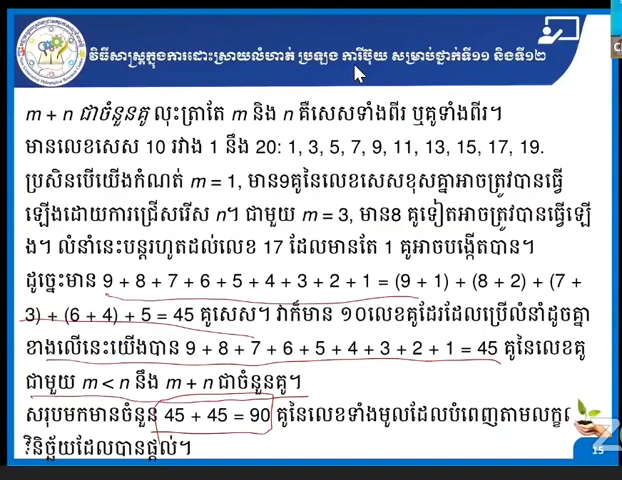 វិធីសាស្ត្រក្នុងការដោះស្រាយលំហាត់ ប្រឡង ការីប៊ុយ សម្រាប់ថ្នាក់ទី១១ និងទី១២
m + n ជាចំនួនគូ លុះត្រាតែ m និង n គឺសេសទាំងពីរ ឬគូទាំងពីរ។
មានលេខសេស 10 រវាង 1 នឹង 20: 1, 3, 5, 7, 9, 11, 13, 15, 17, 19.
ប្រសិនបើយើងកំណត់ m = 1, មាន9គូនៃលេខសេសខុសគ្នាអាចត្រូវបានធ្វើ
ឡើងដោយការជ្រើសរើស n។ ជាមួយ m = 3, មាន8 គូទៀតអាចត្រូវបានធ្វើឡើ
ង។ លំនាំនេះបន្តរហូតដល់លេខ 17 ដែលមានតែ 1 គូអាចបង្កើតបាន។
ដូច្នេះមាន 9 + 8 + 7 + 6 + 5 + 4 + 3 + 2 + 1 = (9 + 1) + (8 + 2) + (7 +
3) + (6 + 4) + 5 = 45 គូសេស។ វាក៏មាន ១០លេខគូដែរដែលប្រើលំនាំដូចគ្នា
ខាងលើនេះយើងបាន 9 + 8 + 7 + 6 + 5 + 4 + 3 + 2 + 1 = 45 គូនៃលេខគូ
ជាមួយ m < n នឹង m + n ជាចំនួនគូ។
សរុបមកមានចំនួន 45 + 45 = 90 គូនៃលេខទាំងមូលដែលបំពេញតាមលក្ខ
វិនិច្ឆ័យដែលបានផ្តល់។
15